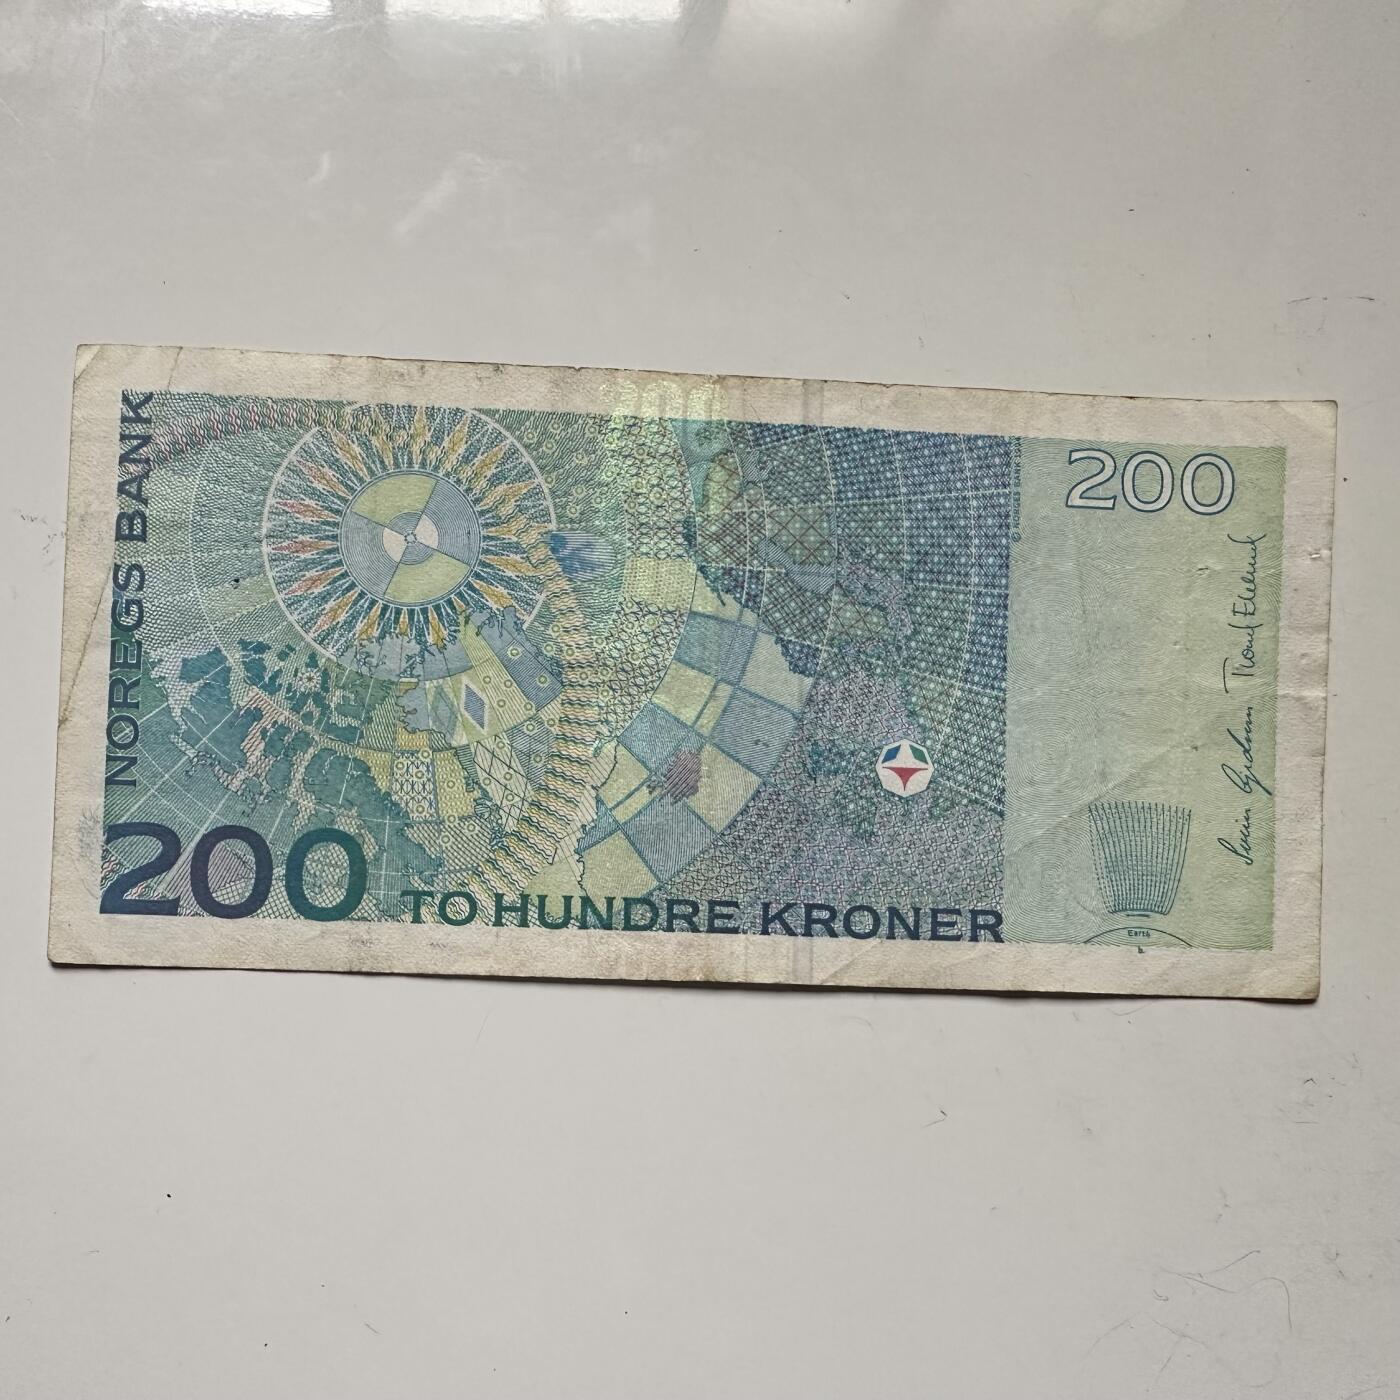 NOREGS BANK
200
200
TO HUNDRE KRONER
Earth